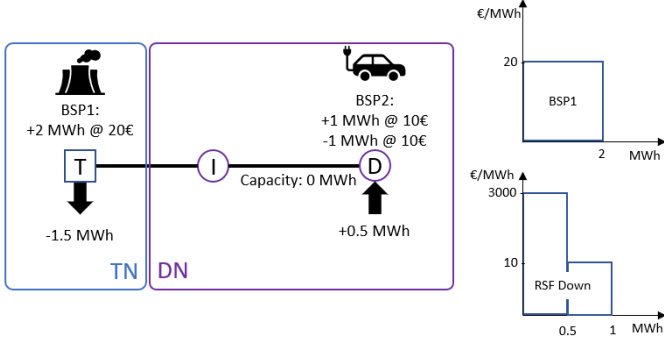 BSP1:
+2 MWh @ 20€
BSP2:
+1 MWh @ 10€
-1 MWh @ 10€
T
I
D
Capacity: 0 MWh
-1.5 MWh
+0.5 MWh
TN
DN
€/MWh
20
BSP1
2
MWh
€/MWh
3000
10
RSF Down
0.5
1
MWh